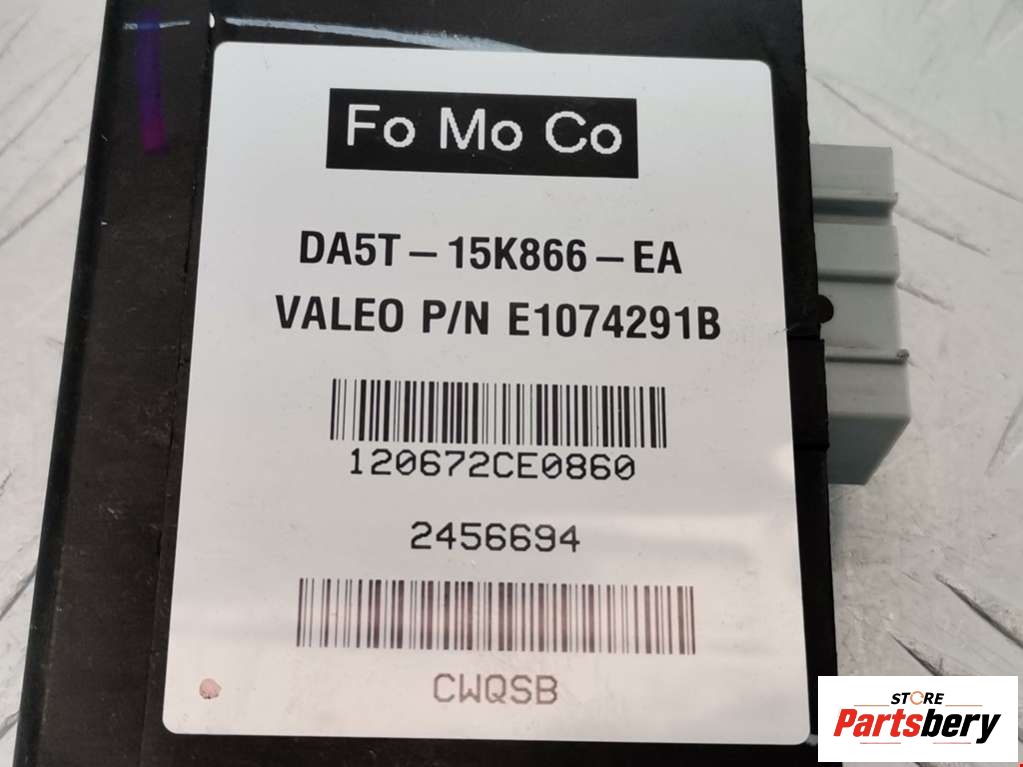 Fo Mo Co
DA5T – 15K866 – EA
VALEO P/N E1074291B
120672CE0860
2456694
CWQSB
STORE
Partsbery